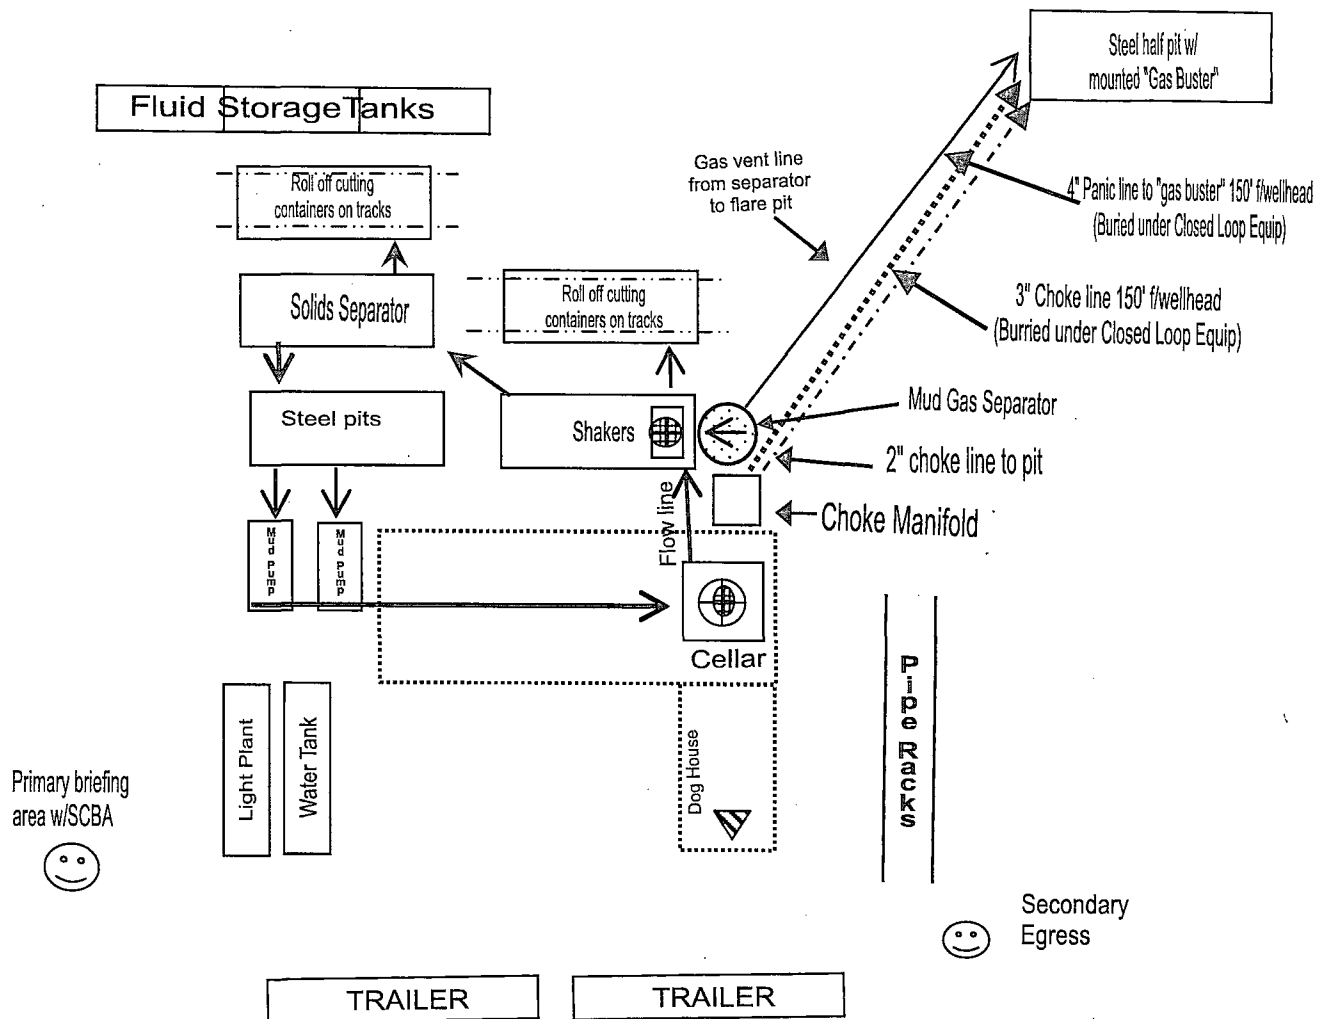 Steel half pit w/
mounted "Gas Buster"
Fluid Storage Tanks
Gas vent line
from separator
to flare pit
Roll off cutting
containers on tracks
4" Panic line to "gas buster" 150' f/wellhead
(Buried under Closed Loop Equip)
Solids Separator
Roll off cutting
containers on tracks
3" Choke line 150' f/wellhead
(Burried under Closed Loop Equip)
Steel pits
Shakers
Mud Gas Separator
2" choke line to pit
Flow line
Choke Manifold
Mud Pump
Mud Pump
Cellar
Pipe Racks
Light Plant
Water Tank
Dog House
Primary briefing
area w/SCBA
Secondary
Egress
TRAILER
TRAILER